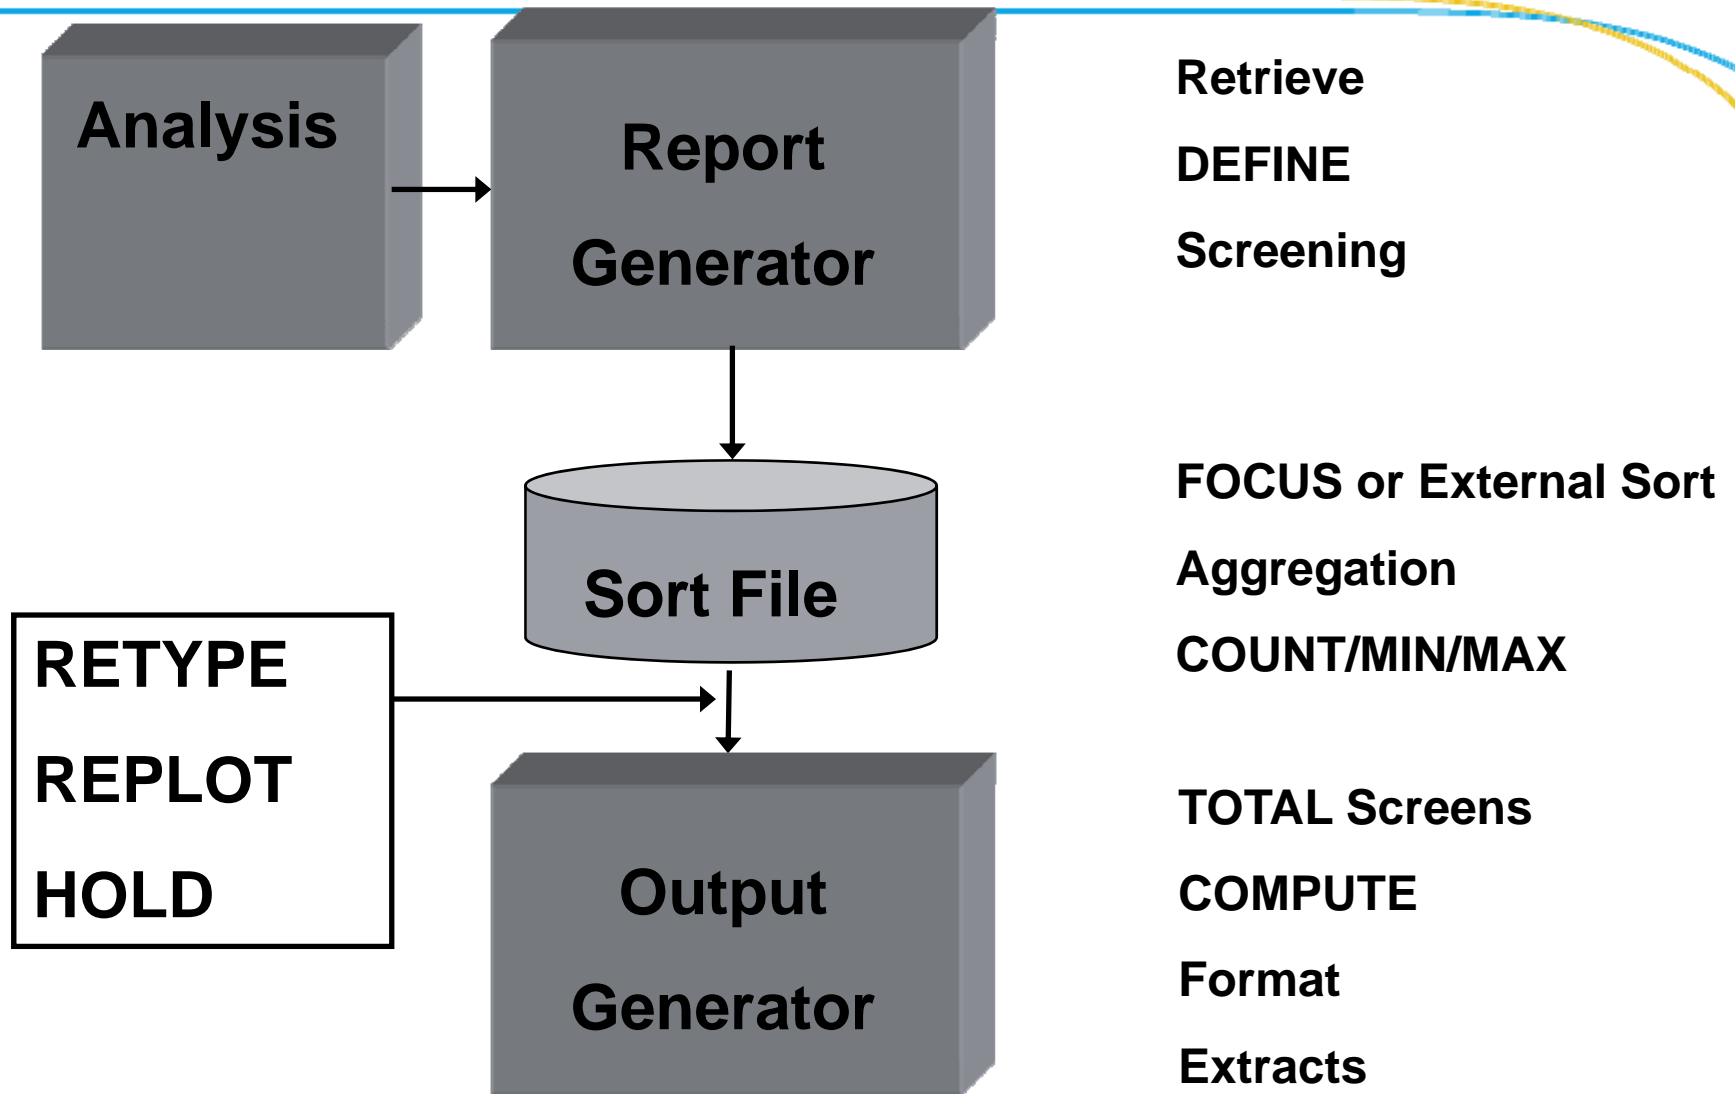 Analysis
Report
Generator
Retrieve
DEFINE
Screening
Sort File
FOCUS or External Sort
Aggregation
COUNT/MIN/MAX
RETYPE
REPLOT
HOLD
Output
Generator
TOTAL Screens
COMPUTE
Format
Extracts